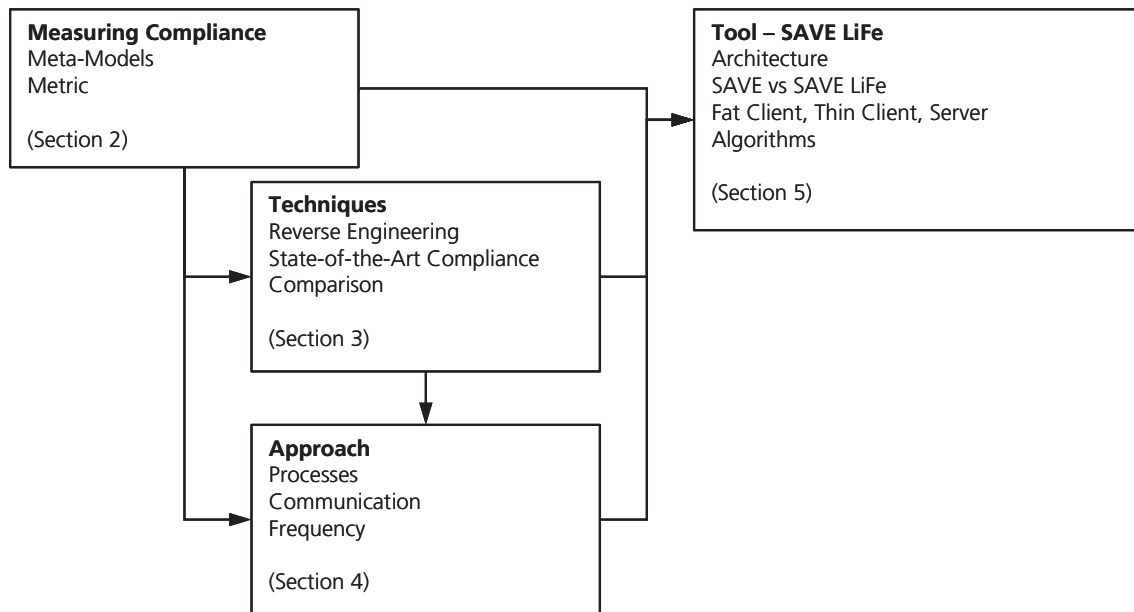 Measuring Compliance
Meta-Models
Metric
(Section 2)
Tool – SAVE LiFe
Architecture
SAVE vs SAVE LiFe
Fat Client, Thin Client, Server
Algorithms
(Section 5)
Techniques
Reverse Engineering
State-of-the-Art Compliance
Comparison
(Section 3)
Approach
Processes
Communication
Frequency
(Section 4)